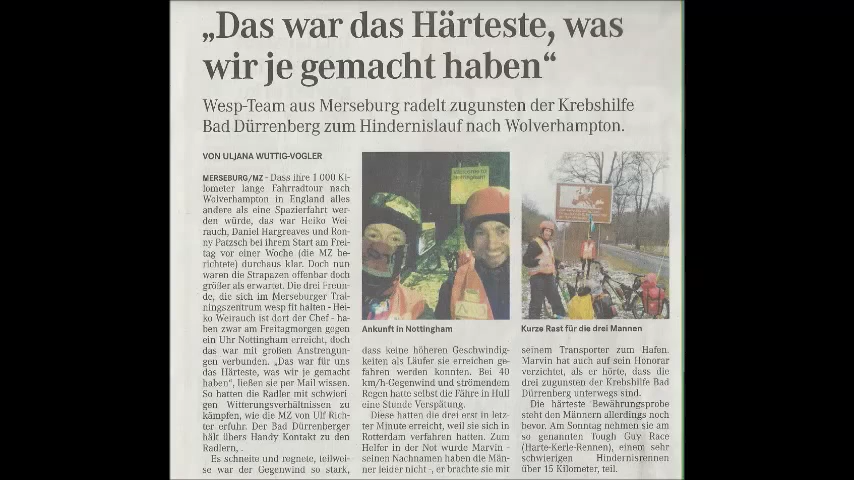 „Das war das Härteste, was
wir je gemacht haben“
Wesp-Team aus Merseburg radelt zugunsten der Krebshilfe
Bad Dürrenberg zum Hindernislauf nach Wolverhampton.
VON ULJANA WUTTIG-VOGLER
MERSEBURG/MZ - Dass ihre 1 000 Ki-
lometer lange Fahrradtour nach
Wolverhampton in England alles
andere als eine Spazierfahrt wer-
den würde, das war Heiko Wei-
rauch, Daniel Hargreaves und Ron-
ny Patzsch bei ihrem Start am Frei-
tag vor einer Woche (die MZ be-
richtete) durchaus klar. Doch nun
waren die Strapazen offenbar doch
größer als erwartet. Die drei Freun-
de, die sich im Merseburger Trai-
ningszentrum wesp fit halten - Hei-
ko Weirauch ist dort der Chef - ha-
ben zwar am Freitagmorgen gegen
ein Uhr Nottingham erreicht, doch
das war mit großen Anstrengun-
gen verbunden. „Das war für uns
das Härteste, was wir je gemacht
haben“, ließen sie per Mail wissen.
So hatten die Radler mit schwieri-
gen Witterungsverhältnissen zu
kämpfen, wie die MZ von Ulf Rich-
ter erfuhr. Der Bad Dürrenberger
hält übers Handy Kontakt zu den
Radlern, .
Es schneite und regnete, teilwei-
se war der Gegenwind so stark,
Ankunft in Nottingham
dass keine höheren Geschwindig-
keiten als Läufer sie erreichen ge-
fahren werden konnten. Bei 40
km/h-Gegenwind und strömendem
Regen hatte selbst die Fähre in Hull
eine Stunde Verspätung.
Diese hatten die drei erst in letz-
ter Minute erreicht, weil sie sich in
Rotterdam verfahren hatten. Zum
Helfer in der Not wurde Marvin -
seinen Nachnamen haben die Män-
ner leider nicht -, er brachte sie mit
Kurze Rast für die drei Mannen
seinem Transporter zum Hafen.
Marvin hat auch auf sein Honorar
verzichtet, als er hörte, dass die
drei zugunsten der Krebshilfe Bad
Dürrenberg unterwegs sind.
Die härteste Bewährungsprobe
steht den Männern allerdings noch
bevor. Am Sonntag nehmen sie am
so genannten Tough Guy Race
(Harte-Kerle-Rennen), einem sehr
schwierigen Hindernisrennen
über 15 Kilometer, teil.